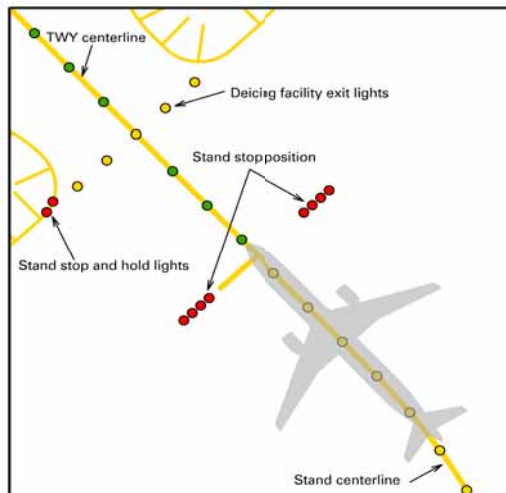 TWY centerline
Deicing facility exit lights
Stand stop position
Stand stop and hold lights
Stand centerline